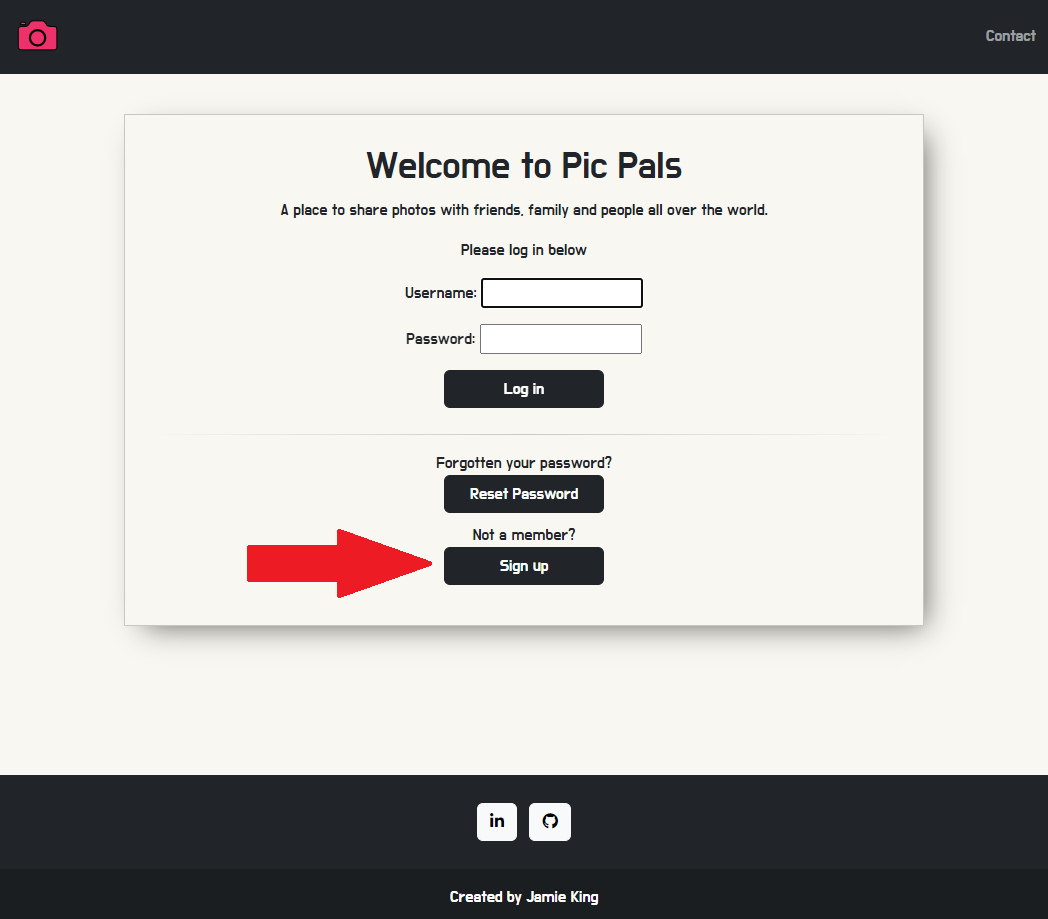 Contact
Welcome to Pic Pals
A place to share photos with friends, family and people all over the world.
Please log in below
Username:
Password:
Log in
Forgotten your password?
Reset Password
Not a member?
Sign up
in
Created by Jamie King